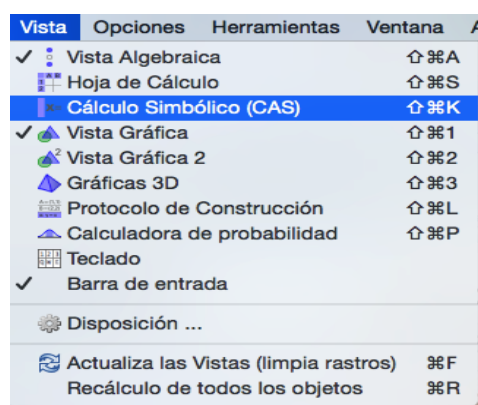 Vista Opciones Herramientas Ventana
✓ Vista Algebraica ⇧⌘A
Hoja de Cálculo ⇧⌘S
Cálculo Simbólico (CAS) ⇧⌘K
✓ Vista Gráfica ⇧⌘1
Vista Gráfica 2 ⇧⌘2
Gráficas 3D ⇧⌘3
Protocolo de Construcción ⇧⌘L
Calculadora de probabilidad ⇧⌘P
Teclado
✓ Barra de entrada
Disposición ...
Actualiza las Vistas (limpia rastros) ⌘F
Recálculo de todos los objetos ⌘R